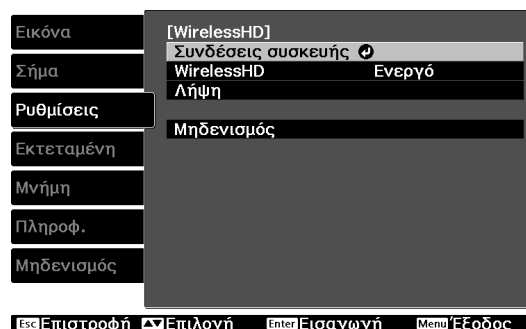 Εικόνα
Σήμα
Ρυθμίσεις
Εκτεταμένη
Μνήμη
Πληροφ.
Μηδενισμός
[WirelessHD]
Συνδέσεις συσκευής
WirelessHD Ενεργό
Λήψη
Μηδενισμός
Esc Επιστροφή Επιλογή Enter Εισαγωγή Menu Έξοδος